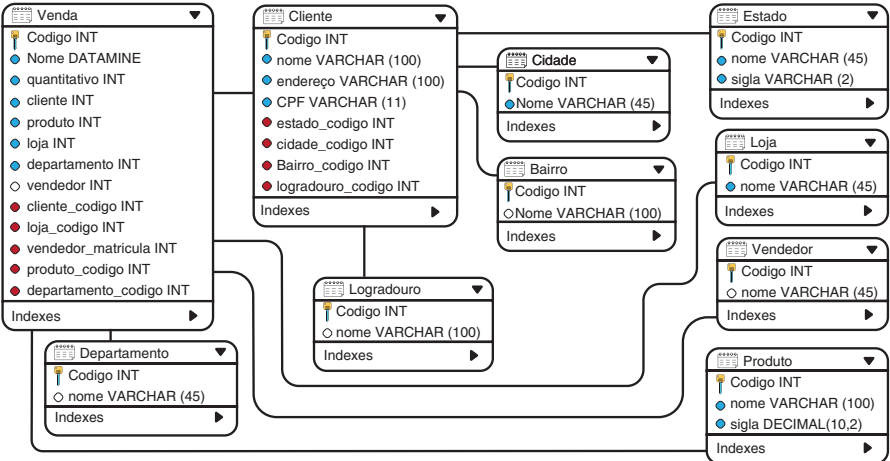 Venda
Codigo INT
Nome DATAMINE
quantitativo INT
cliente INT
produto INT
loja INT
departamento INT
vendedor INT
cliente_codigo INT
loja_codigo INT
vendedor_matricula INT
produto_codigo INT
departamento_codigo INT
Indexes
Cliente
Codigo INT
nome VARCHAR (100)
endereço VARCHAR (100)
CPF VARCHAR (11)
estado_codigo INT
cidade_codigo INT
Bairro_codigo INT
logradouro_codigo INT
Indexes
Cidade
Codigo INT
Nome VARCHAR (45)
Indexes
Estado
Codigo INT
nome VARCHAR (45)
sigla VARCHAR (2)
Indexes
Bairro
Codigo INT
Nome VARCHAR (100)
Indexes
Loja
Codigo INT
nome VARCHAR (45)
Indexes
Vendedor
Codigo INT
nome VARCHAR (45)
Indexes
Logradouro
Codigo INT
nome VARCHAR (100)
Indexes
Departamento
Codigo INT
nome VARCHAR (45)
Indexes
Produto
Codigo INT
nome VARCHAR (100)
sigla DECIMAL(10,2)
Indexes